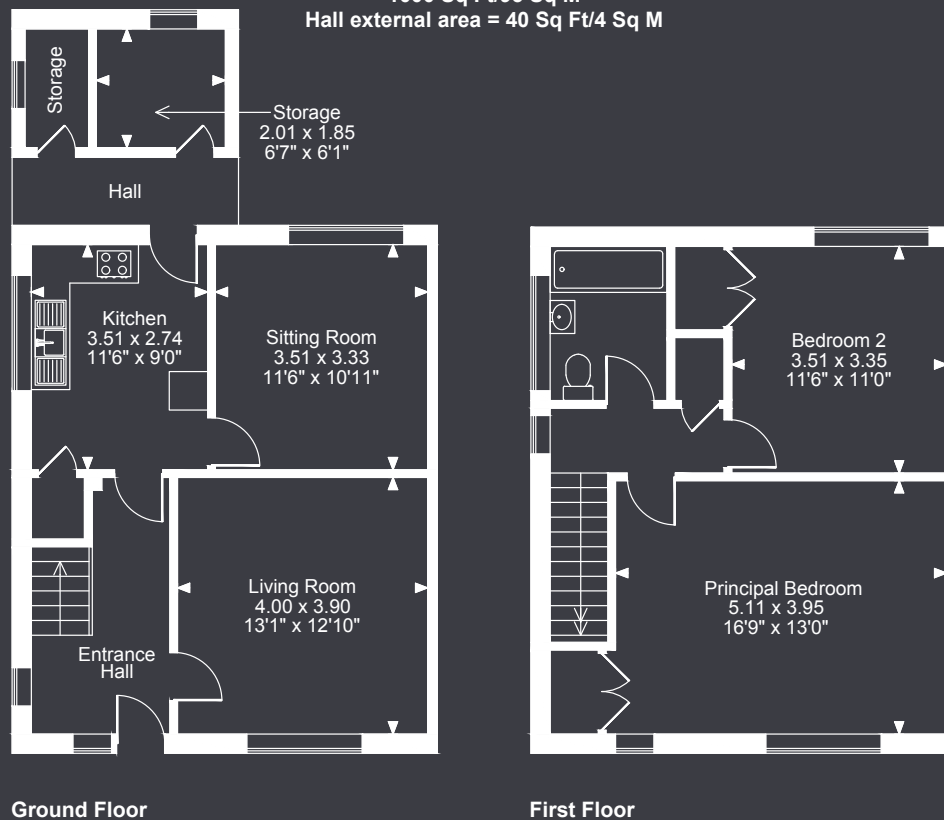 Hall external area = 40 Sq Ft/4 Sq M
Storage
Storage
2.01 x 1.85
6'7" x 6'1"
Hall
Kitchen
3.51 x 2.74
11'6" x 9'0"
Sitting Room
3.51 x 3.33
11'6" x 10'11"
Bedroom 2
3.51 x 3.35
11'6" x 11'0"
Living Room
4.00 x 3.90
13'1" x 12'10"
Principal Bedroom
5.11 x 3.95
16'9" x 13'0"
Entrance
Hall
Ground Floor
First Floor